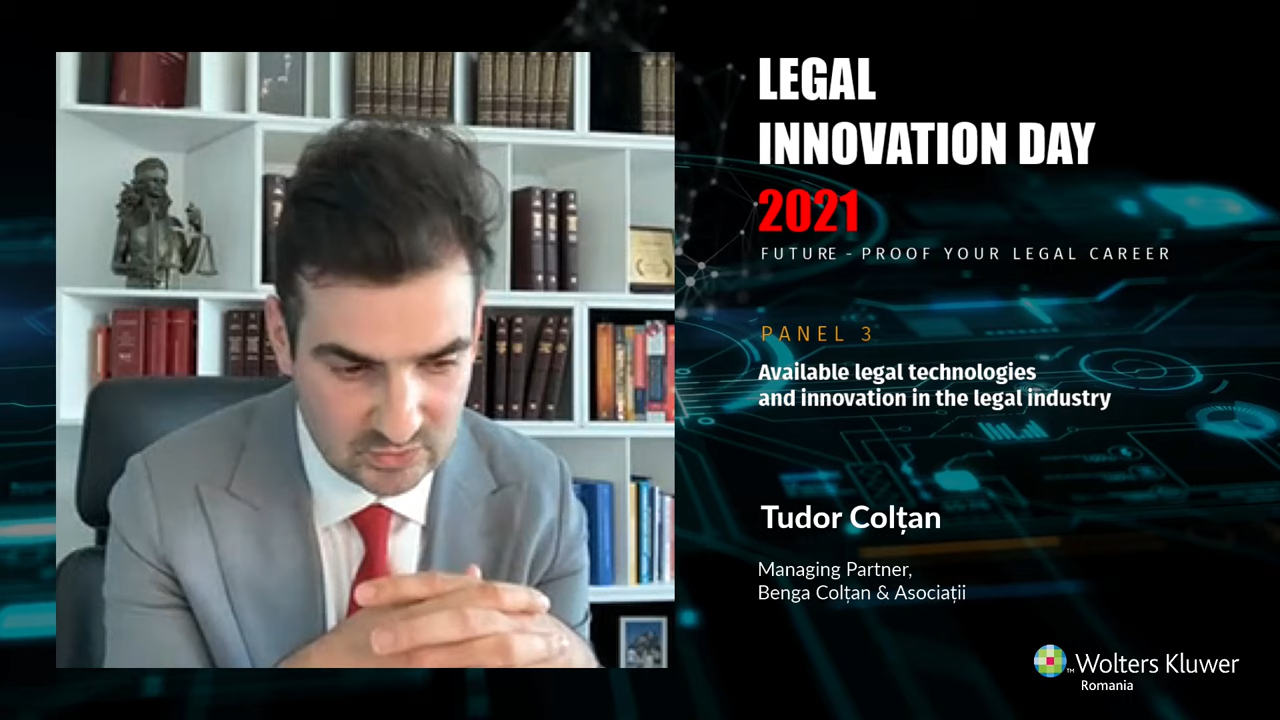 LEGAL
INNOVATION DAY
2021
FUTURE - PROOF YOUR LEGAL CAREER
PANEL 3
Available legal technologies
and innovation in the legal industry
Tudor Colțan
Managing Partner,
Benga Colțan & Asociații
TM Wolters Kluwer
Romania